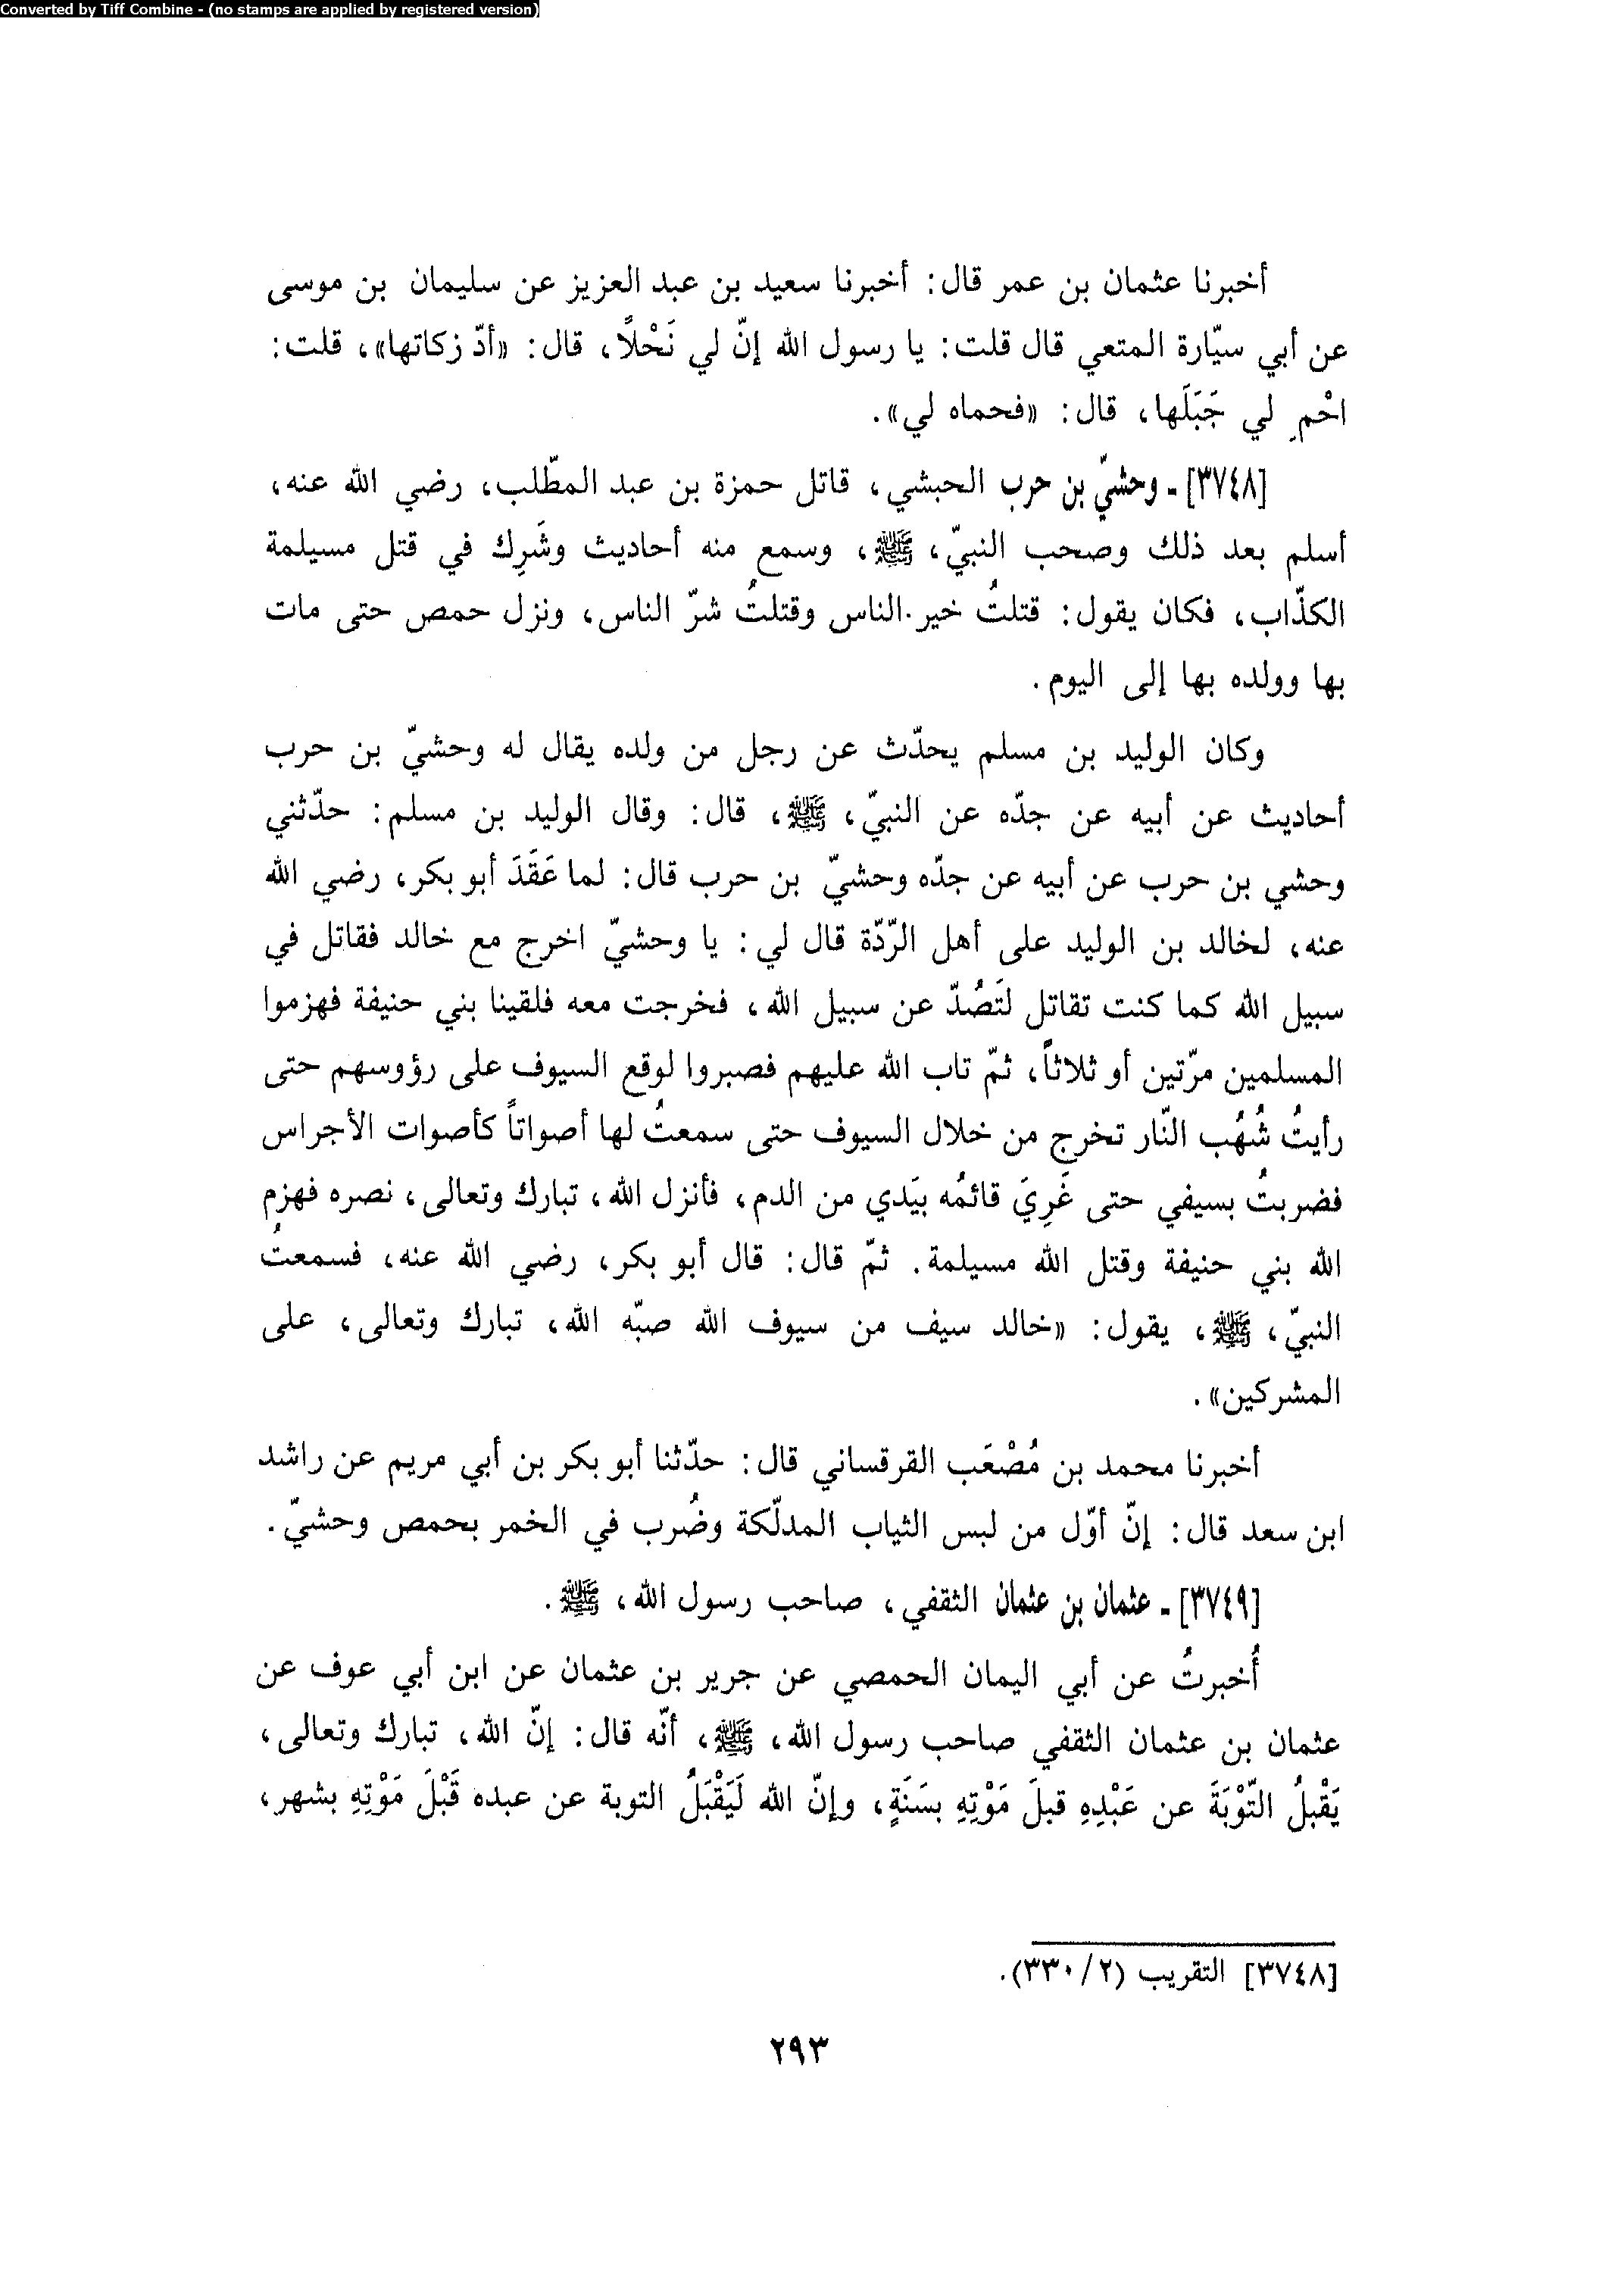 Converted by Tiff Combine - (no stamps are applied by registered version)
أخبرنا عثمان بن عمر قال: أخبرنا سعيد بن عبد العزيز عن سليمان بن موسى
عن أبي سيّارة المتعي قال قلت: يا رسول الله إنّ لي نَحْلاً، قال: «أدّ زكاتها»، قلت:
احْمِ لي جَبَلَها، قال: «فحماه لي».
[٣٧٤٨] ـ وحشيّ بن حرب الحبشي، قاتل حمزة بن عبد المطّلب، رضي الله عنه،
أسلم بعد ذلك وصحب النبيّ، ﷺ، وسمع منه أحاديث وشَرِك في قتل مسيلمة
الكذّاب، فكان يقول: قتلتُ خير الناس وقتلتُ شرّ الناس، ونزل حمص حتى مات
بها وولده بها إلى اليوم.
وكان الوليد بن مسلم يحدّث عن رجل من ولده يقال له وحشيّ بن حرب
أحاديث عن أبيه عن جدّه عن النبيّ، ﷺ، قال: وقال الوليد بن مسلم: حدّثني
وحشي بن حرب عن أبيه عن جدّه وحشيّ بن حرب قال: لما عَقَدَ أبو بكر، رضي الله
عنه، لخالد بن الوليد على أهل الرّدّة قال لي: يا وحشيّ اخرج مع خالد فقاتل في
سبيل الله كما كنت تقاتل لتَصُدّ عن سبيل الله، فخرجت معه فلقينا بني حنيفة فهزموا
المسلمين مرّتين أو ثلاثاً، ثمّ تاب الله عليهم فصبروا لوقع السيوف على رؤوسهم حتى
رأيتُ شُهُب النّار تخرج من خلال السيوف حتى سمعتُ لها أصواتاً كأصوات الأجراس
فضربتُ بسيفي حتى غَرِيَ قائمُه بيَدي من الدم، فأنزل الله، تبارك وتعالى، نصره فهزم
الله بني حنيفة وقتل الله مسيلمة. ثمّ قال: قال أبو بكر، رضي الله عنه، فسمعتُ
النبيّ، ﷺ، يقول: «خالد سيف من سيوف الله صبّه الله، تبارك وتعالى، على
المشركين».
أخبرنا محمد بن مُصْعَب القرقساني قال: حدّثنا أبو بكر بن أبي مريم عن راشد
ابن سعد قال: إنّ أوّل من لبس الثياب المدلّكة وضُرب في الخمر بحمص وحشيّ.
[٣٧٤٩] ـ عثمان بن عثمان الثقفي، صاحب رسول الله، ﷺ.
أُخبرتُ عن أبي اليمان الحمصي عن جرير بن عثمان عن ابن أبي عوف عن
عثمان بن عثمان الثقفي صاحب رسول الله، ﷺ، أنّه قال: إنّ الله، تبارك وتعالى،
يَقْبلُ التّوْبَةَ عن عَبْدِهِ قبلَ مَوْتِهِ بسَنَةٍ، وإنّ الله لَيَقْبَلُ التوبة عن عبده قَبْلَ مَوْتِهِ بشهر،
[٣٧٤٨] التقريب (٢/ ٣٣٠).
٢٩٣